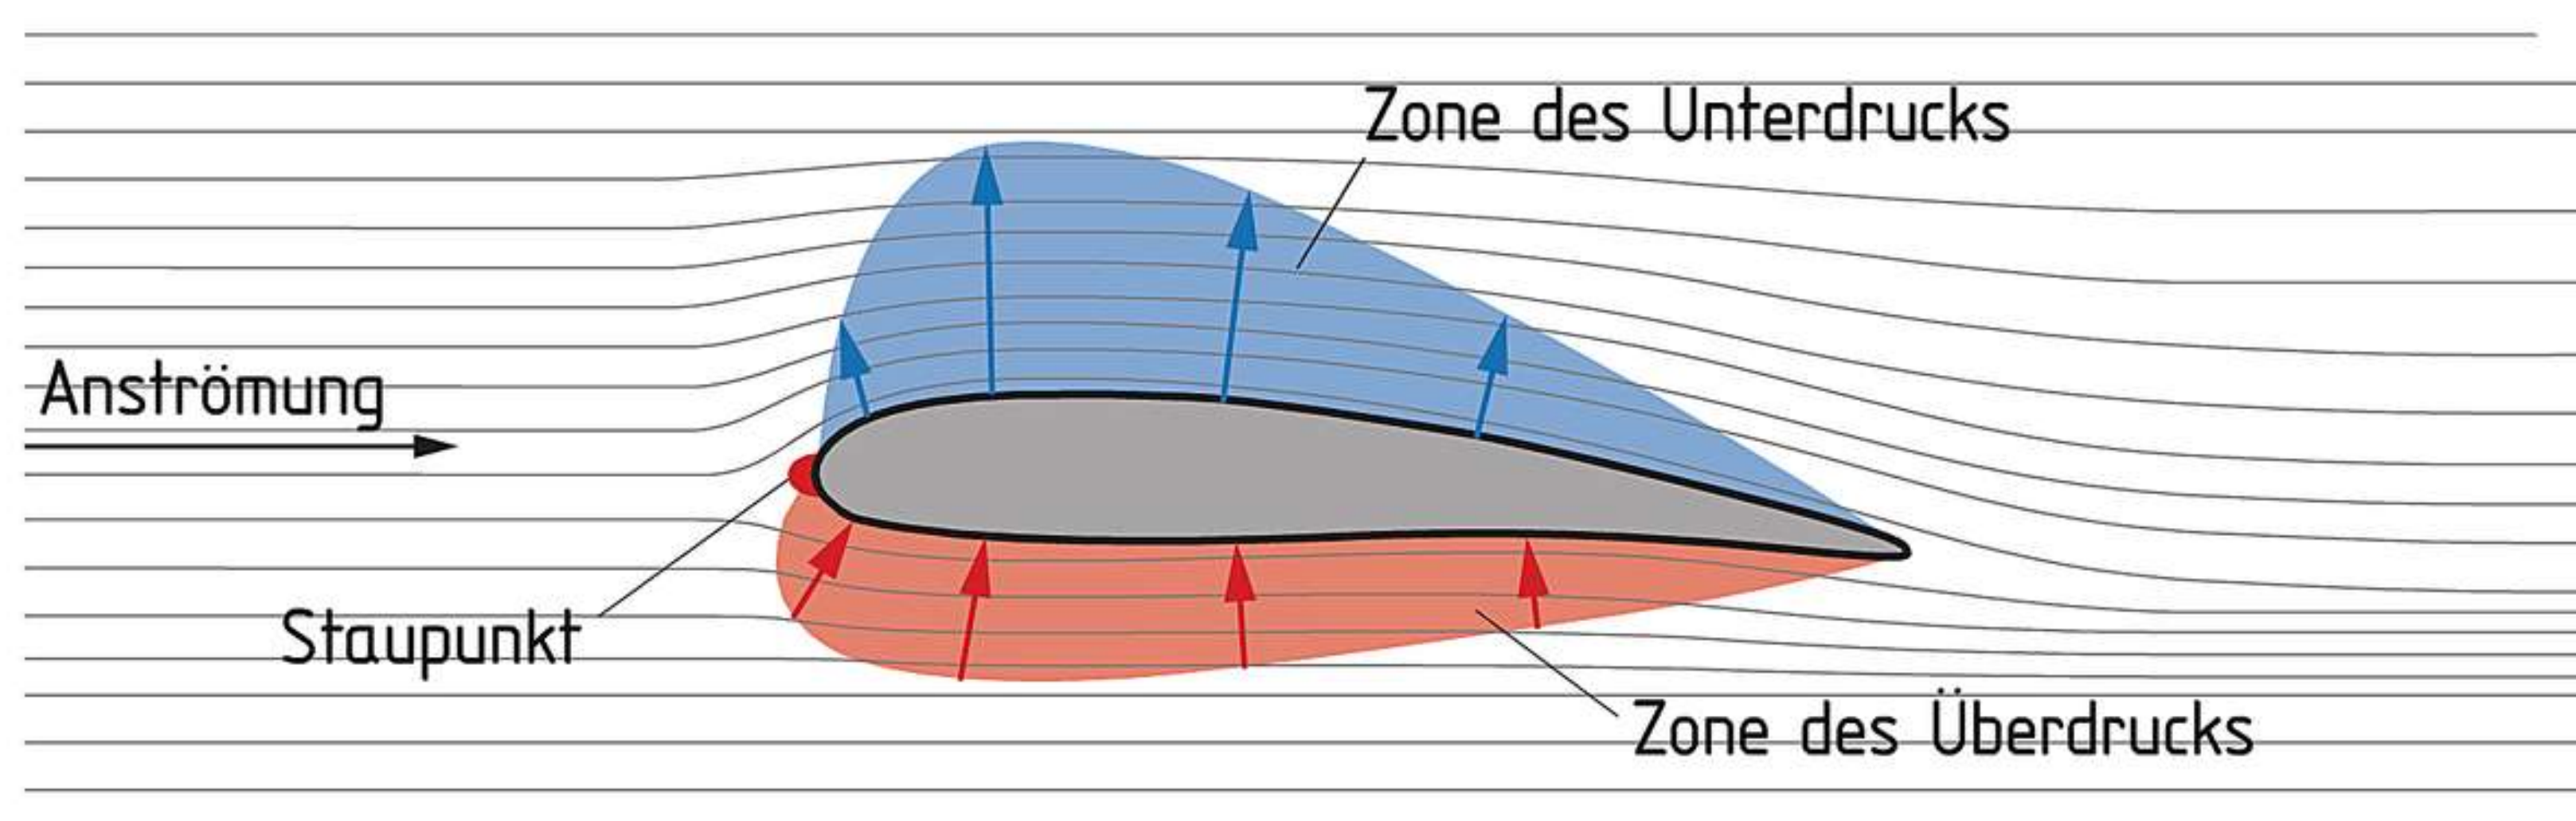 Zone des Unterdrucks
Anströmung
Staupunkt
Zone des Überdrucks